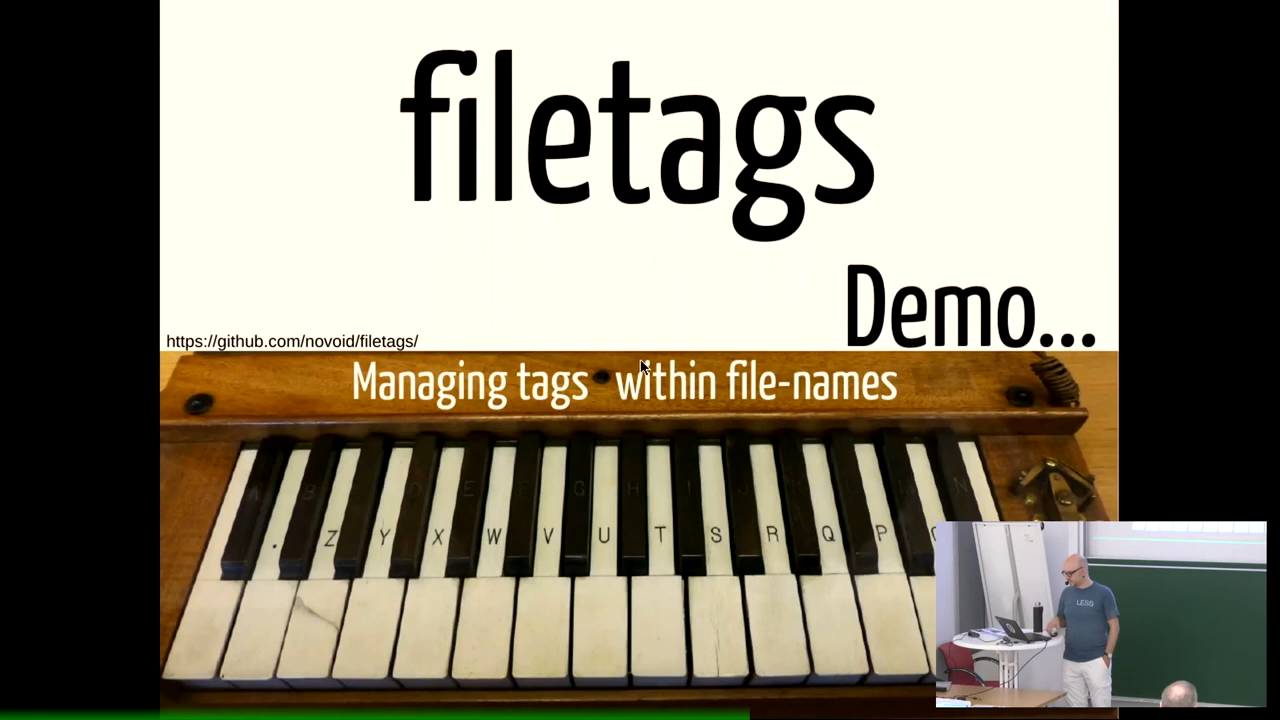 filetags
Demo...
https://github.com/novoid/filetags/
Managing tags within file-names
A B D E F G H I J N
. Z Y X W V U T S R Q P
LESS